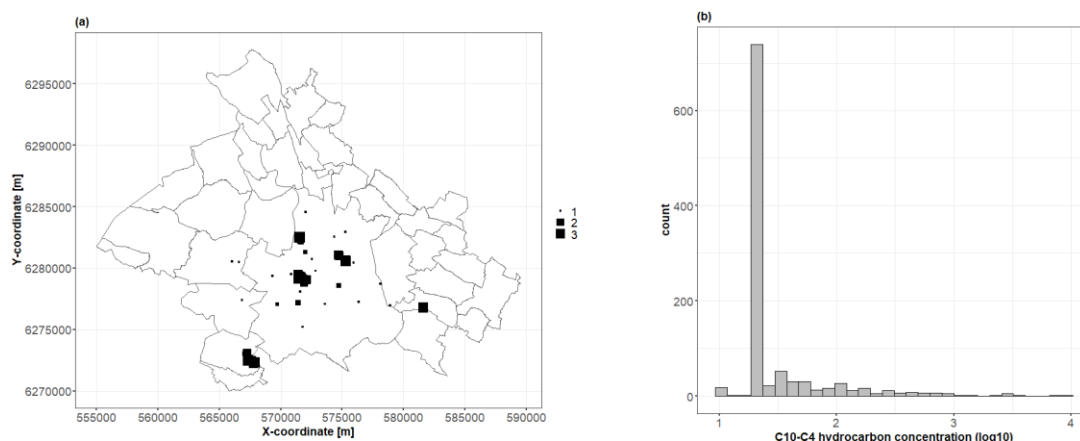 (a)
6295000
6290000
6285000
6280000
6275000
6270000
Y-coordinate [m]
555000 560000 565000 570000 575000 580000 585000 590000
X-coordinate [m]
1
2
3
(b)
600
400
200
0
count
1 2 3 4
C10-C4 hydrocarbon concentration (log10)